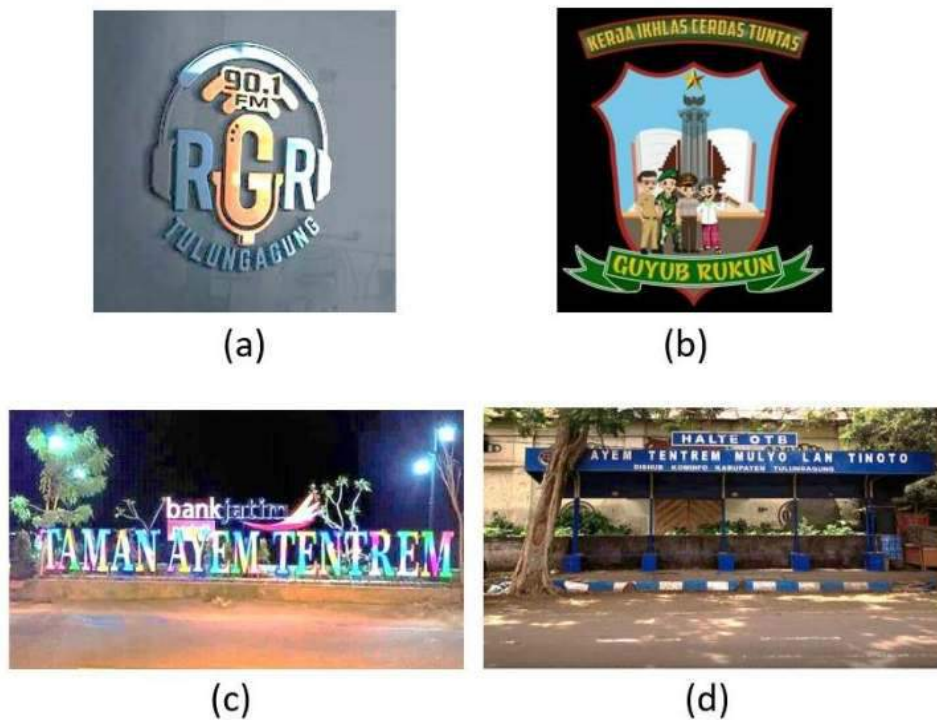 90.1
FM
RGR
TULUNGAGUNG
(a)
KERJA IKHLAS CERDAS TUNTAS
GUYUB RUKUN
(b)
bankjatim
TAMAN AYEM TENTREM
(c)
HALTE OTB
AYEM TENTREM MULYO LAN TINOTO
DISHUB KOMINFO KABUPATEN TULUNGAGUNG
(d)